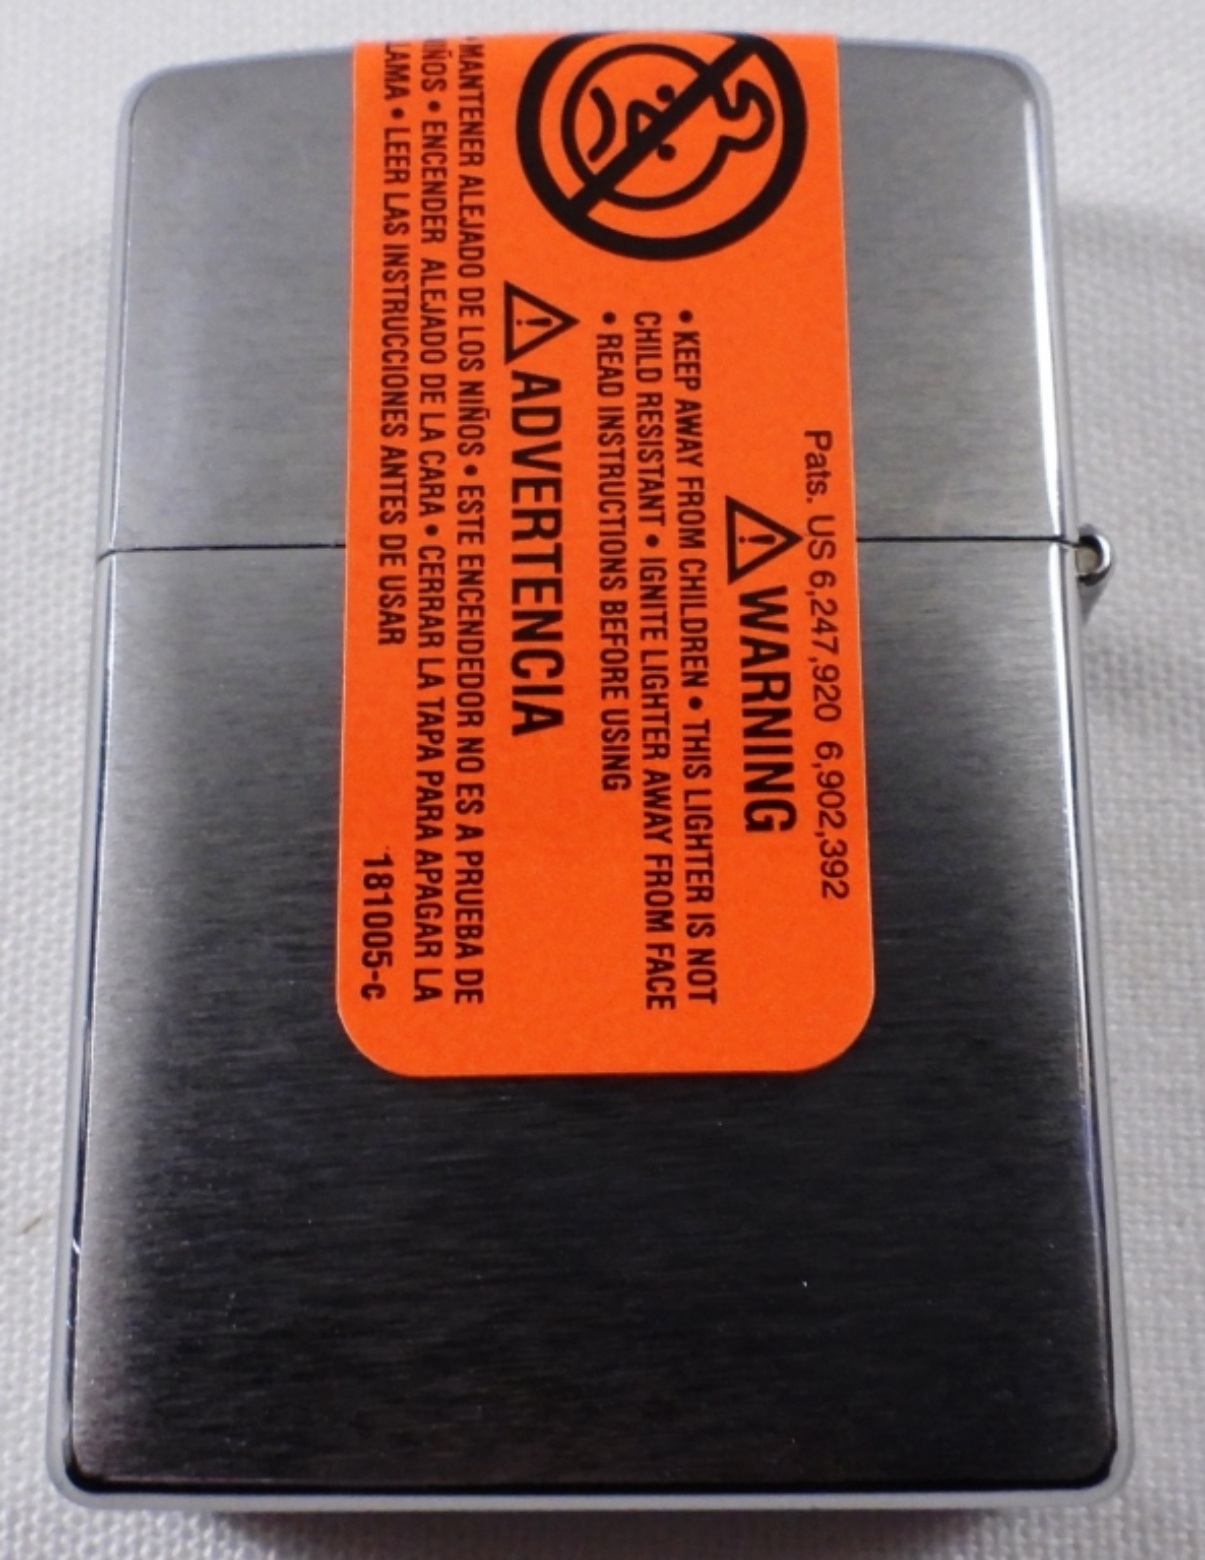 Pats. US 6,247,920 6,902,392
WARNING
• KEEP AWAY FROM CHILDREN • THIS LIGHTER IS NOT
CHILD RESISTANT • IGNITE LIGHTER AWAY FROM FACE
• READ INSTRUCTIONS BEFORE USING
ADVERTENCIA
• MANTENER ALEJADO DE LOS NIÑOS • ESTE ENCENDEDOR NO ES A PRUEBA DE
IÑOS • ENCENDER ALEJADO DE LA CARA • CERRAR LA TAPA PARA APAGAR LA
LAMA • LEER LAS INSTRUCCIONES ANTES DE USAR
181005-c